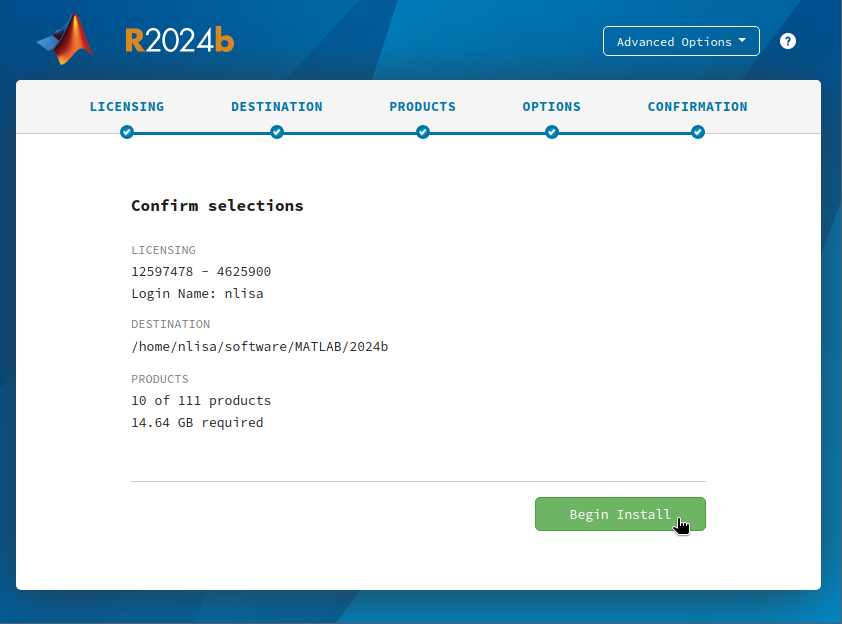 R2024b
Advanced Options
?
LICENSING DESTINATION PRODUCTS OPTIONS CONFIRMATION
Confirm selections
LICENSING
12597478 - 4625900
Login Name: nlisa
DESTINATION
/home/nlisa/software/MATLAB/2024b
PRODUCTS
10 of 111 products
14.64 GB required
Begin Install